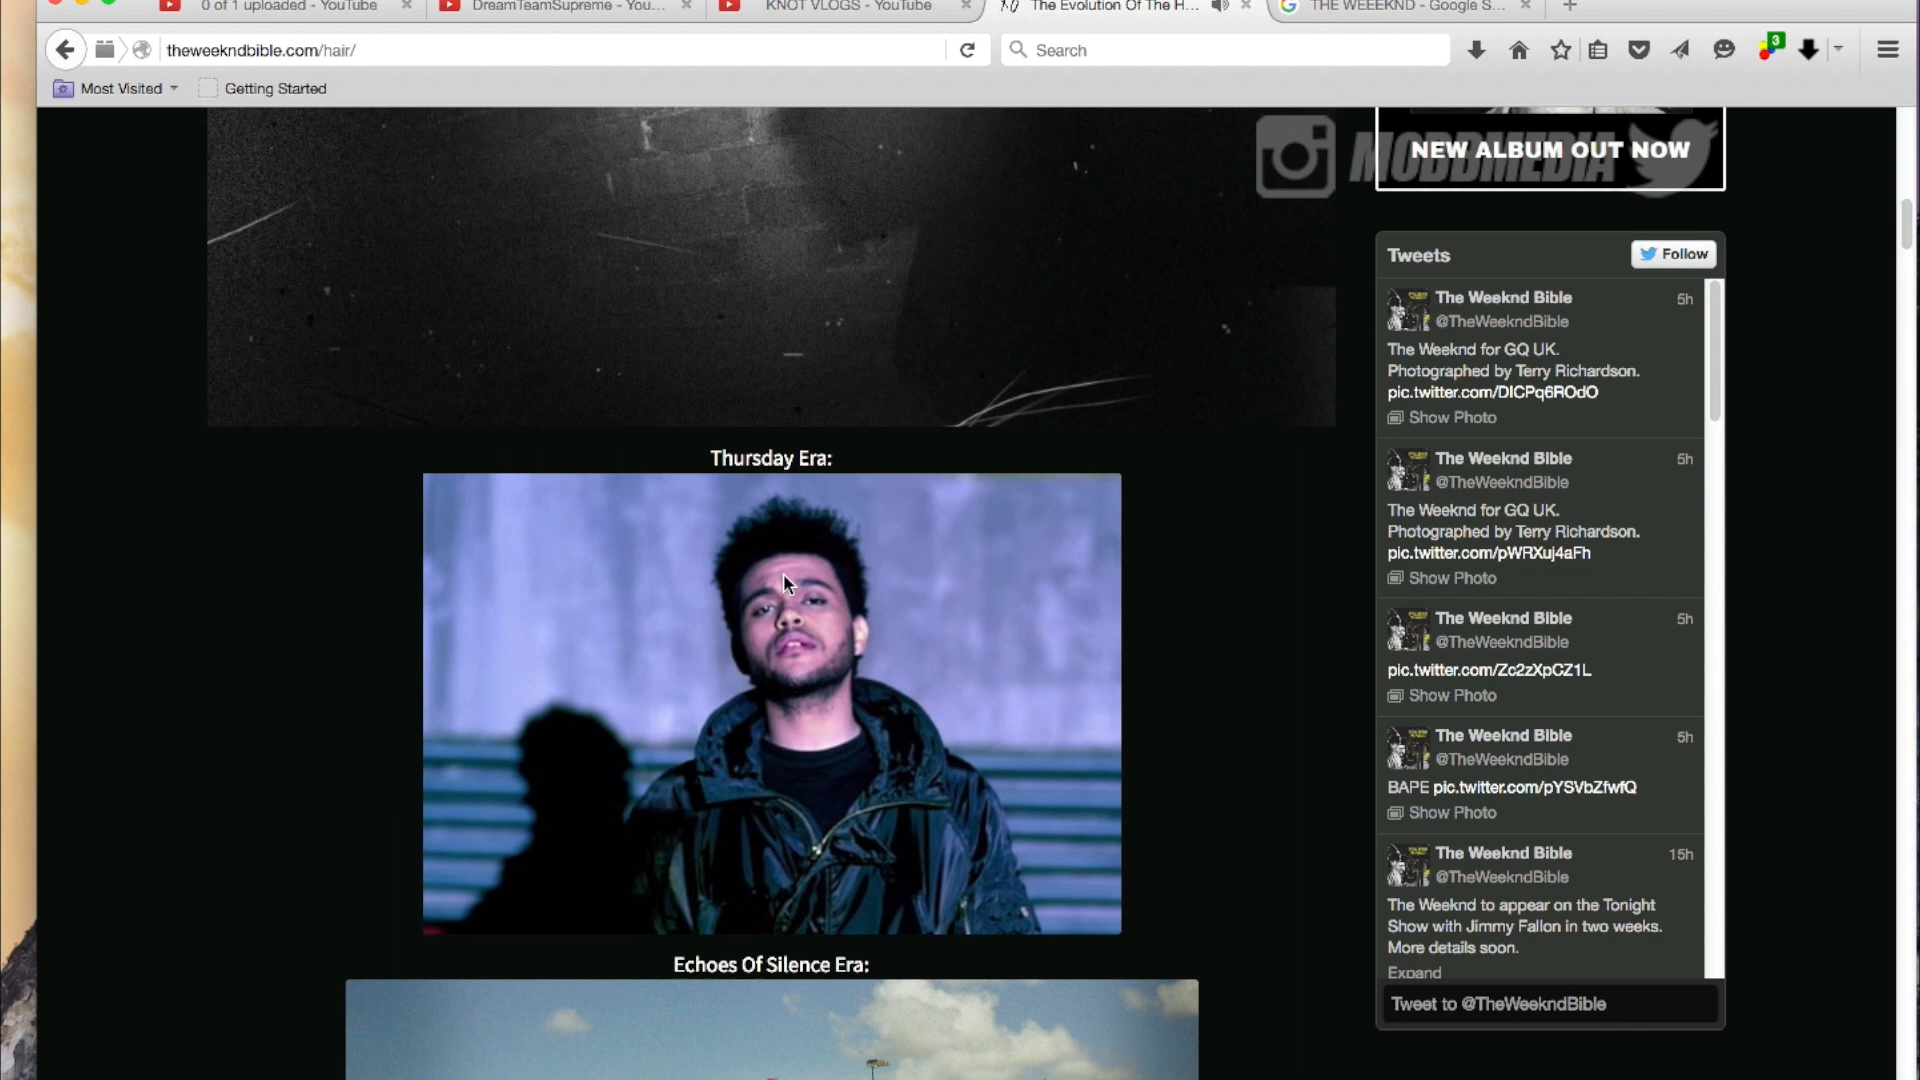 0 of 1 uploaded - YouTube
DreamTeamSupreme - You...
KNOT VLOGS - YouTube
The Evolution Of The H...
THE WEEEKND - Google S...
theweekndbible.com/hair/
Search
3
Most Visited
Getting Started
MOBBMEDIA
NEW ALBUM OUT NOW
Thursday Era:
Echoes Of Silence Era:
Tweets
Follow
The Weeknd Bible 5h
@TheWeekndBible
The Weeknd for GQ UK.
Photographed by Terry Richardson.
pic.twitter.com/DICPq6ROdO
Show Photo
The Weeknd Bible 5h
@TheWeekndBible
The Weeknd for GQ UK.
Photographed by Terry Richardson.
pic.twitter.com/pWRXuj4aFh
Show Photo
The Weeknd Bible 5h
@TheWeekndBible
pic.twitter.com/Zc2zXpCZ1L
Show Photo
The Weeknd Bible 5h
@TheWeekndBible
BAPE pic.twitter.com/pYSVbZfwfQ
Show Photo
The Weeknd Bible 15h
@TheWeekndBible
The Weeknd to appear on the Tonight
Show with Jimmy Fallon in two weeks.
More details soon.
Expand
Tweet to @TheWeekndBible